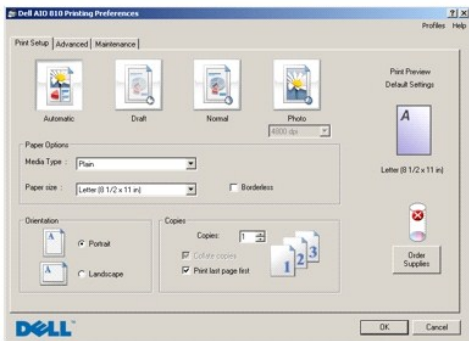 Dell AIO 810 Printing Preferences
Profiles Help
Print Setup
Advanced
Maintenance
Automatic
Draft
Normal
Photo
4800 dpi
Print Preview
Default Settings
A
Letter (8 1/2 x 11 in)
Paper Options
Media Type :
Plain
Paper size :
Letter (8 1/2 x 11 in)
Borderless
Orientation
A
Portrait
A
Landscape
Copies
Copies:
1
Collate copies
Print last page first
1 2 3
Order
Supplies
DELL
OK
Cancel